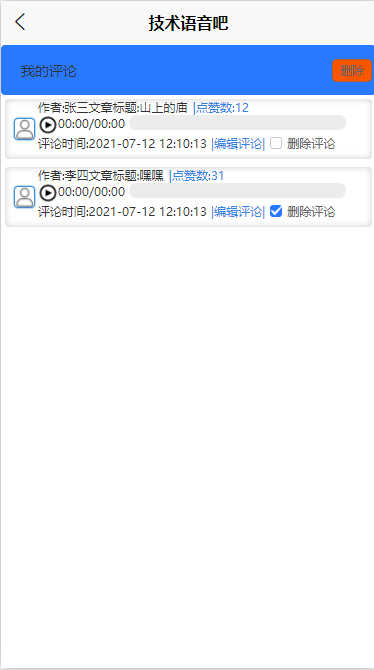 技术语音吧
我的评论 删除
作者:张三文章标题:山上的庙 |点赞数:12
00:00/00:00
评论时间:2021-07-12 12:10:13 |编辑评论| 删除评论
作者:李四文章标题:嘿嘿 |点赞数:31
00:00/00:00
评论时间:2021-07-12 12:10:13 |编辑评论| 删除评论